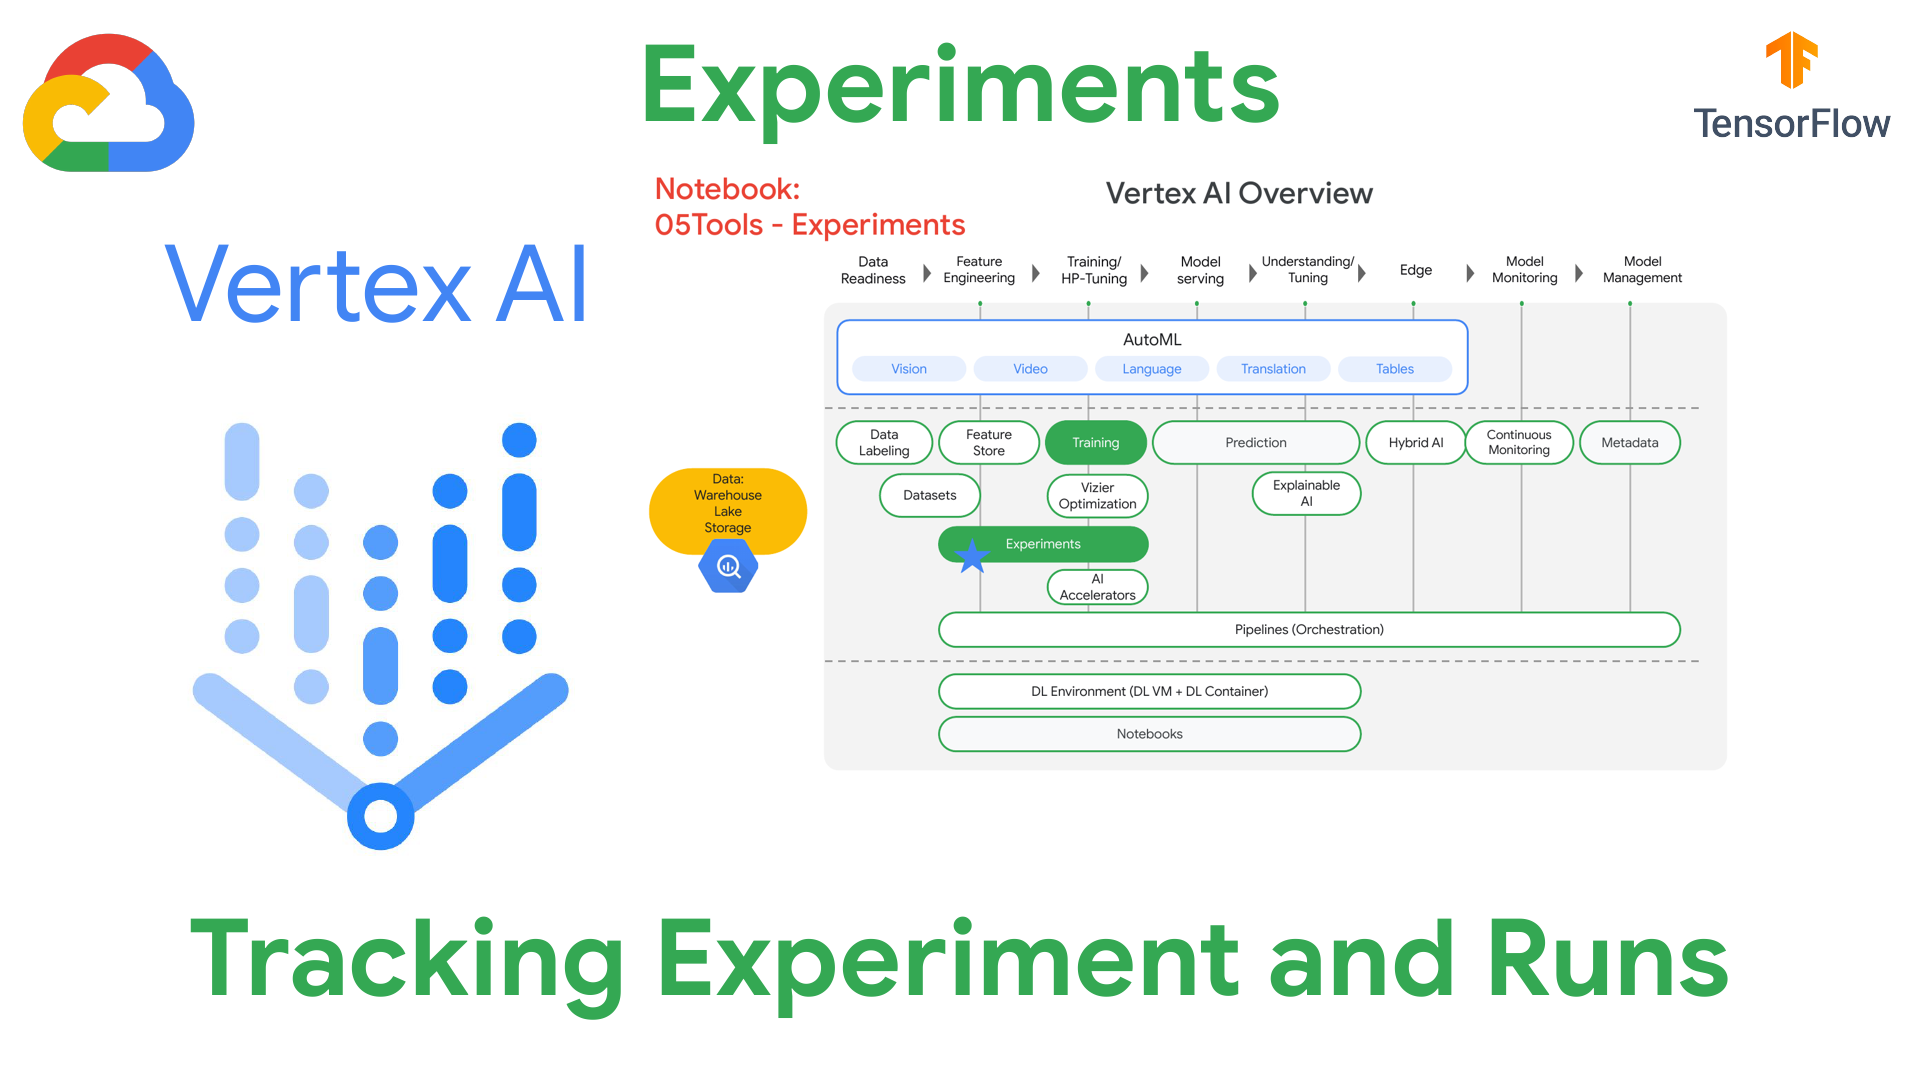 Experiments
TensorFlow
Notebook:
05Tools - Experiments
Vertex AI Overview
Vertex AI
Data
Readiness
Feature
Engineering
Training/
HP-Tuning
Model
serving
Understanding/
Tuning
Edge
Model
Monitoring
Model
Management
AutoML
Vision
Video
Language
Translation
Tables
Data
Labeling
Feature
Store
Training
Prediction
Hybrid AI
Continuous
Monitoring
Metadata
Data:
Warehouse
Lake
Storage
Datasets
Vizier
Optimization
Explainable
AI
Experiments
AI
Accelerators
Pipelines (Orchestration)
DL Environment (DL VM + DL Container)
Notebooks
Tracking Experiment and Runs